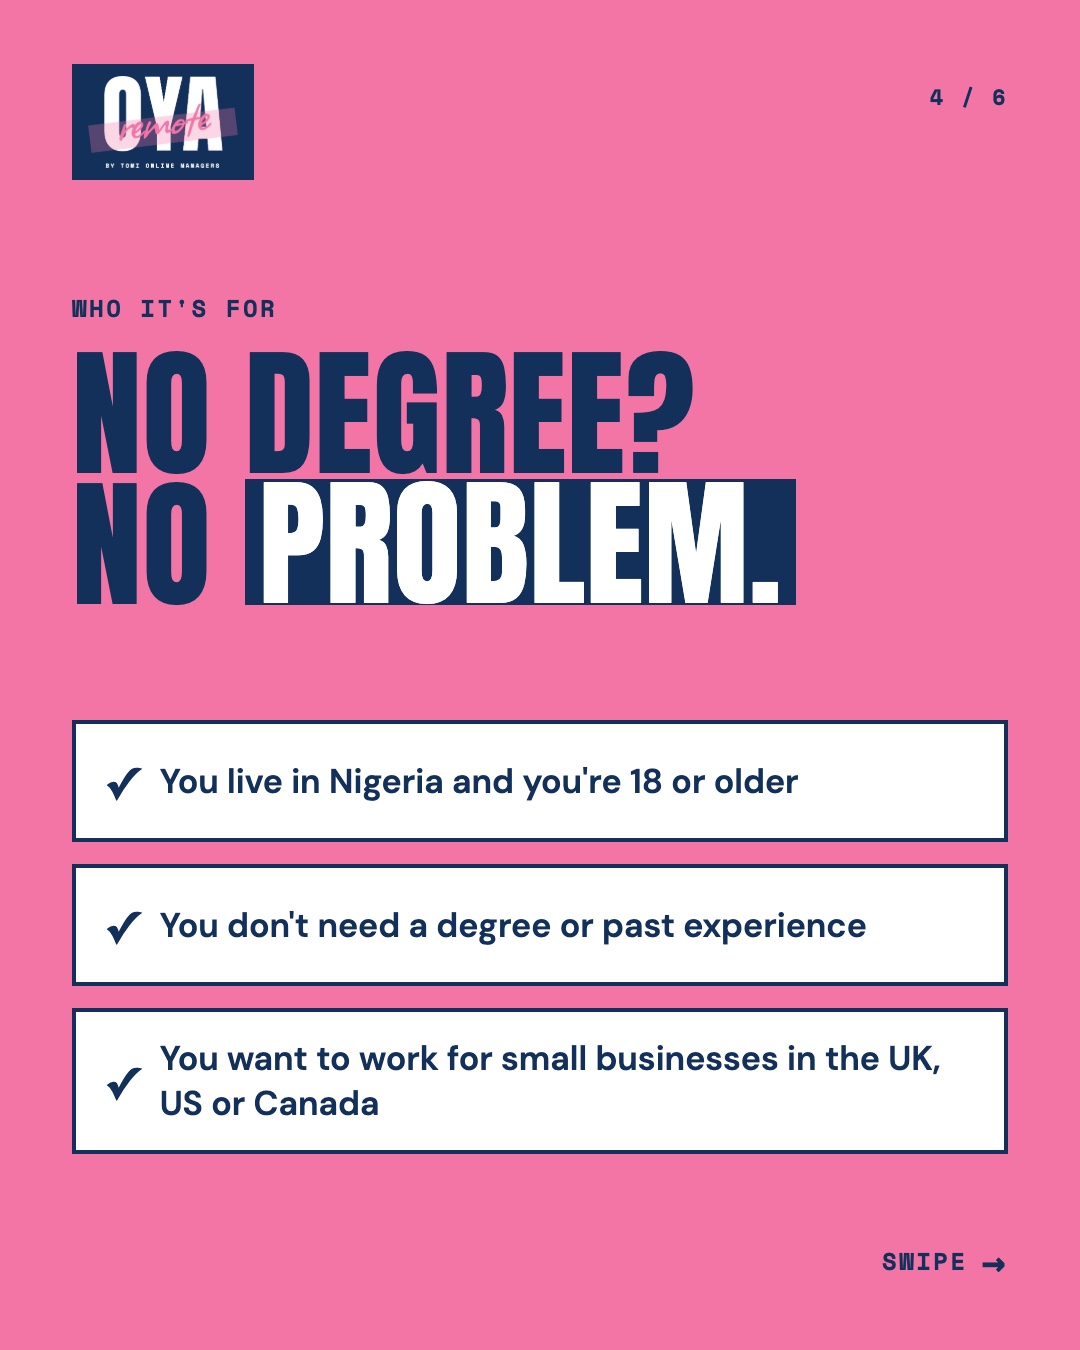 OYA
remote
BY TOMI ONLINE MANAGERS
4 / 6
WHO IT'S FOR
NO DEGREE?
NO PROBLEM.
✓ You live in Nigeria and you're 18 or older
✓ You don't need a degree or past experience
✓ You want to work for small businesses in the UK,
US or Canada
SWIPE →